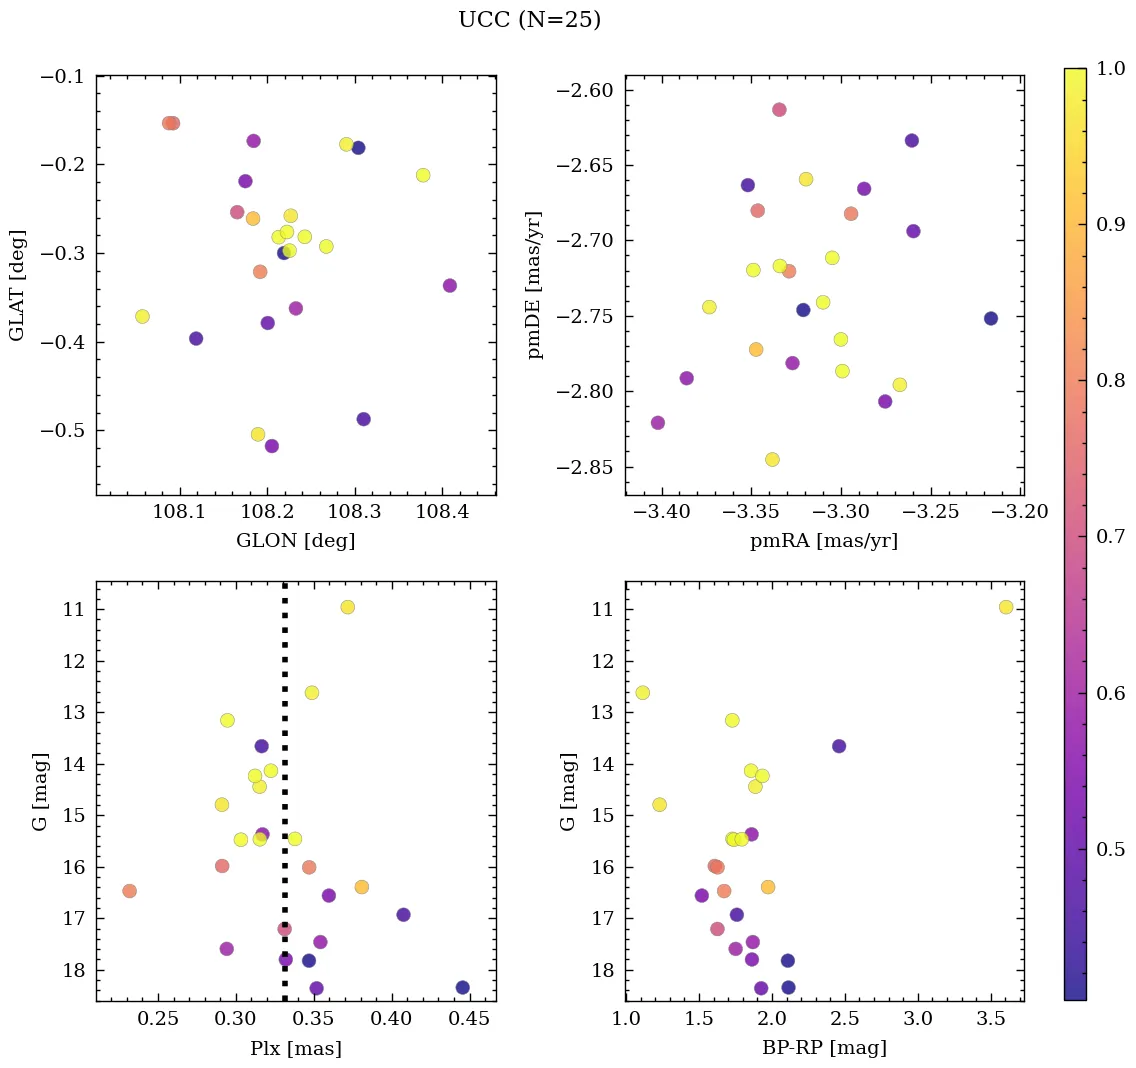 UCC (N=25)
−0.1
−0.2
−0.3
−0.4
−0.5
GLAT [deg]
108.1 108.2 108.3 108.4
GLON [deg]
−2.60
−2.65
−2.70
−2.75
−2.80
−2.85
pmDE [mas/yr]
−3.40 −3.35 −3.30 −3.25 −3.20
pmRA [mas/yr]
11
12
13
14
15
16
17
18
G [mag]
0.25 0.30 0.35 0.40 0.45
Plx [mas]
11
12
13
14
15
16
17
18
G [mag]
1.0 1.5 2.0 2.5 3.0 3.5
BP-RP [mag]
1.0
0.9
0.8
0.7
0.6
0.5